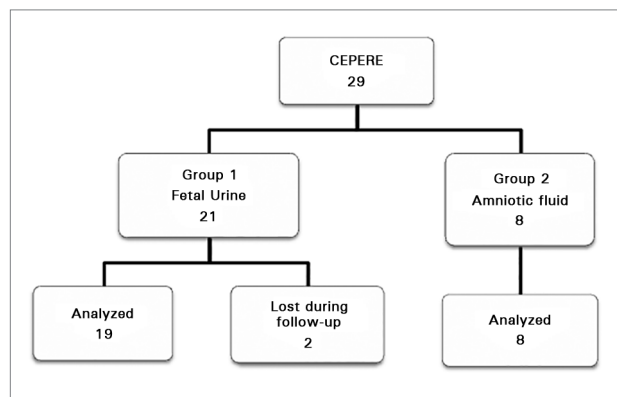 CEPERE
29
Group 1
Fetal Urine
21
Group 2
Amniotic fluid
8
Analyzed
19
Lost during
follow-up
2
Analyzed
8